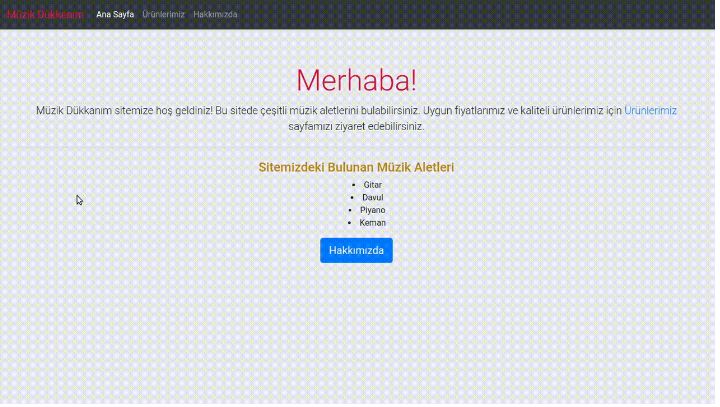 Müzik Dükkanım Ana Sayfa Ürünlerimiz Hakkımızda
Merhaba!
Müzik Dükkanım sitemize hoş geldiniz! Bu sitede çeşitli müzik aletlerini bulabilirsiniz. Uygun fiyatlarımız ve kaliteli ürünlerimiz için Ürünlerimiz
sayfamızı ziyaret edebilirsiniz.
Sitemizdeki Bulunan Müzik Aletleri
Gitar
Davul
Piyano
Keman
Hakkımızda